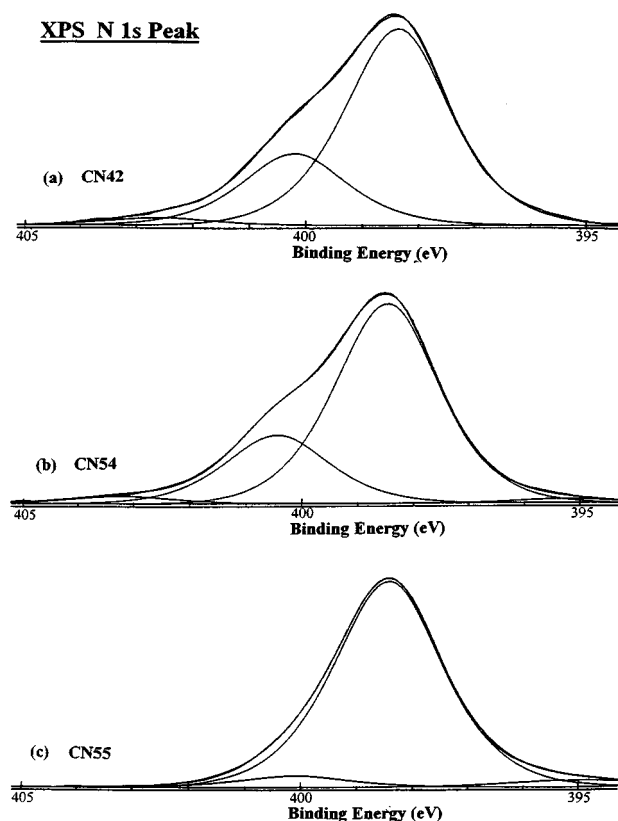 XPS N 1s Peak
(a) CN42
405 400 395
Binding Energy (eV)
(b) CN54
405 400 395
Binding Energy (eV)
(c) CN55
405 400 395
Binding Energy (eV)